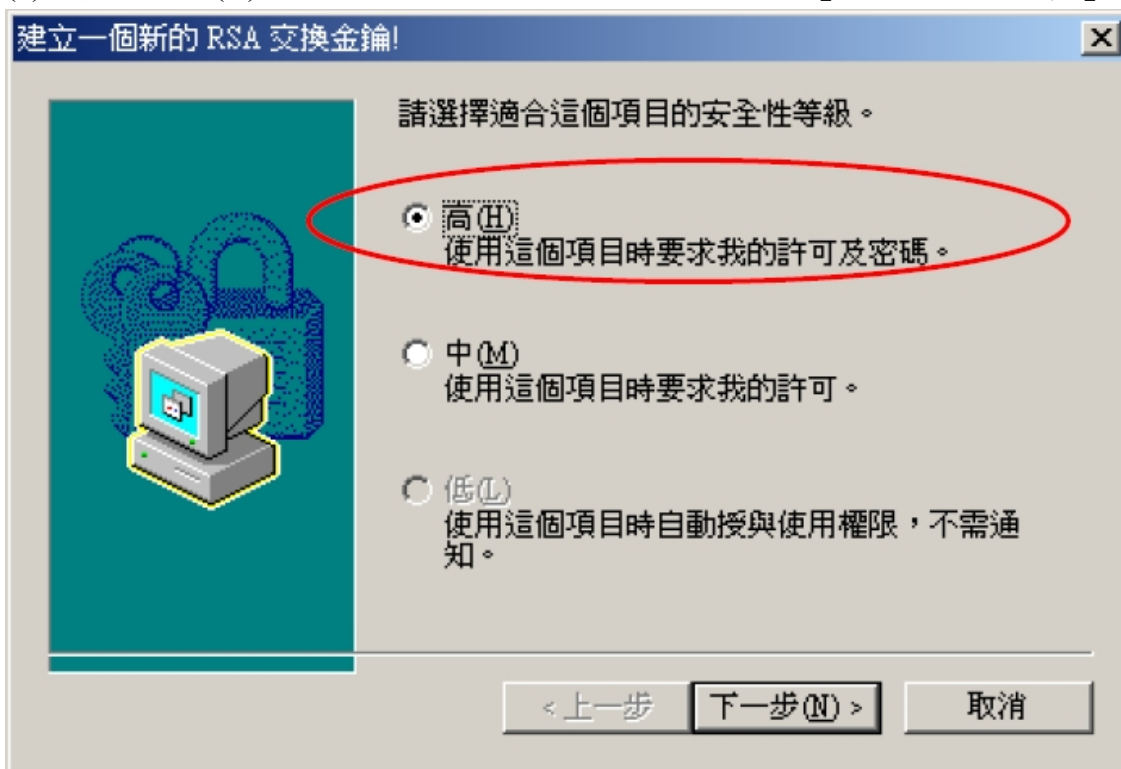 建立一個新的 RSA 交換金鑰!
請選擇適合這個項目的安全性等級。
高(H)
使用這個項目時要求我的許可及密碼。
中(M)
使用這個項目時要求我的許可。
低(L)
使用這個項目時自動授與使用權限，不需通
知。
<上一步
下一步(N) >
取消